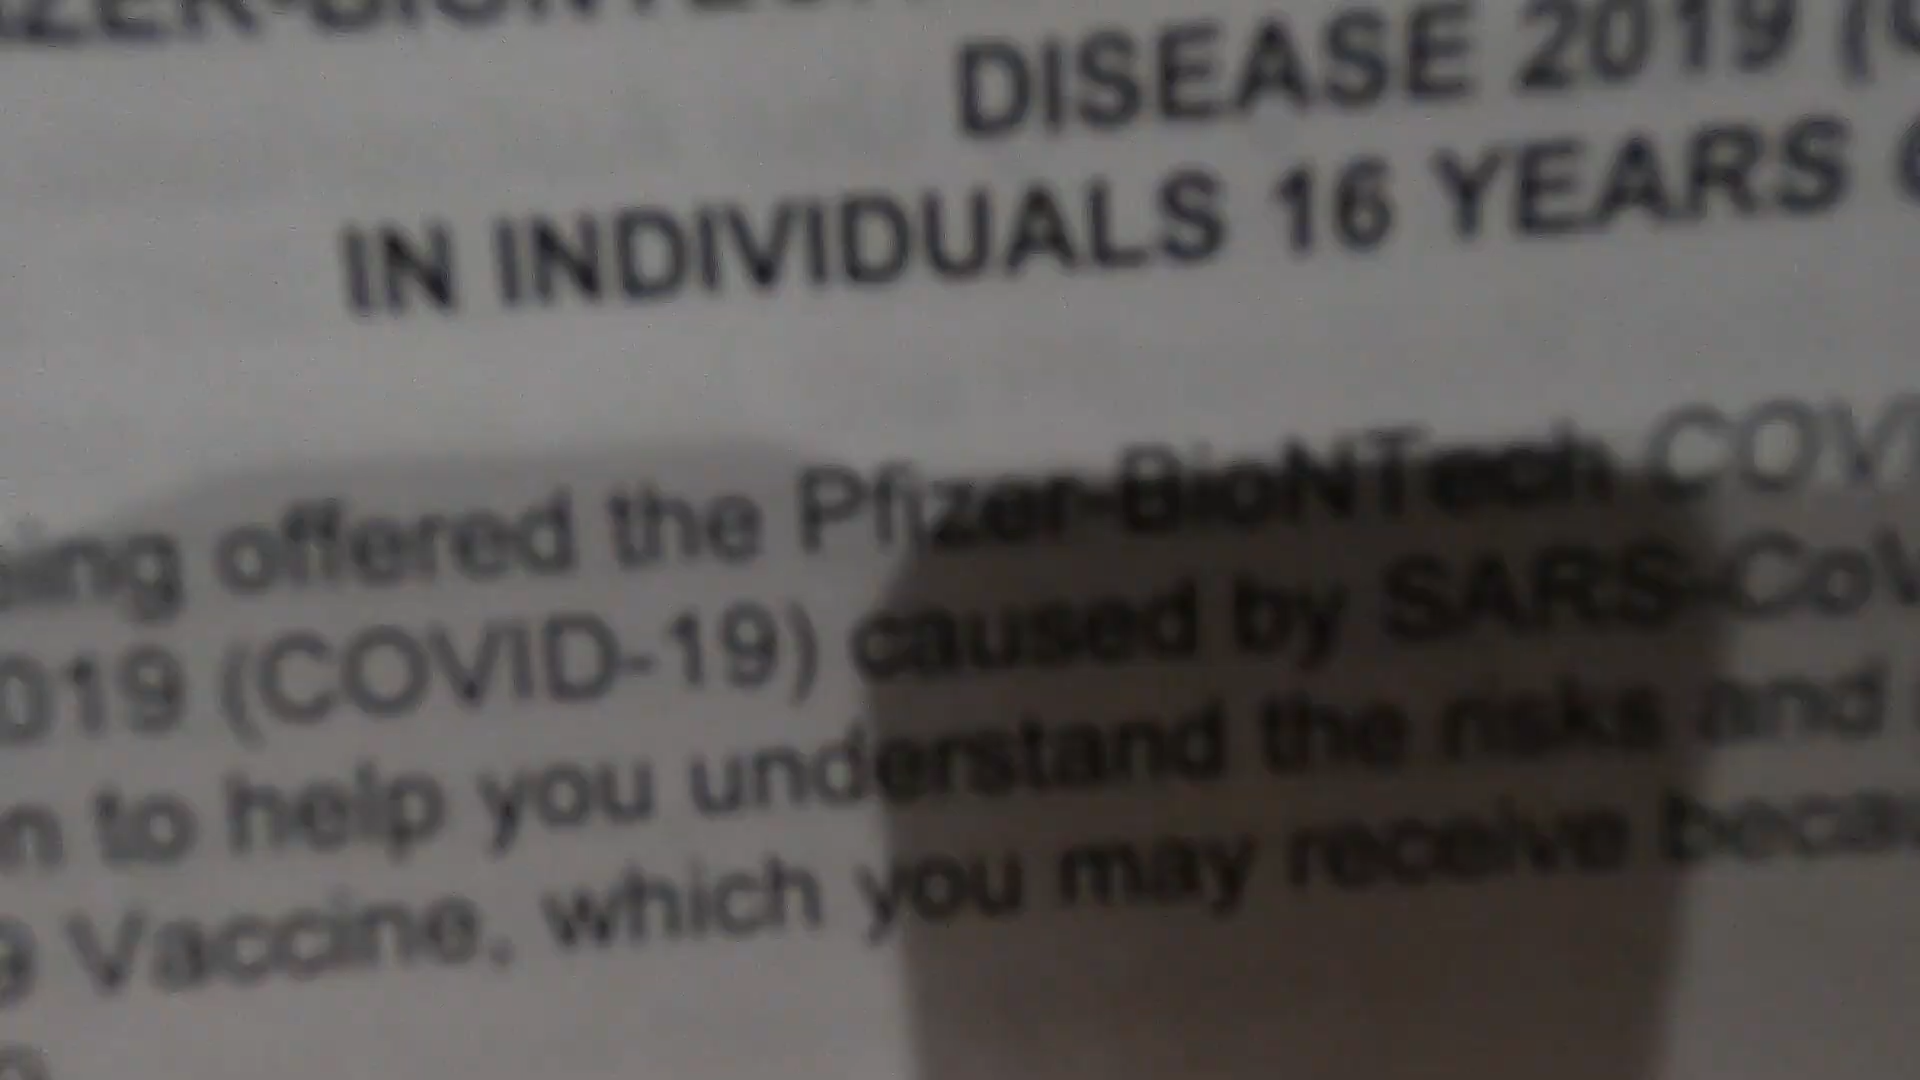 DISEASE 2019
IN INDIVIDUALS 16 YEARS
offered the Pfizer-BioNTech
(COVID-19) caused by SARS-CoV
to help you understand the risks and
Vaccine, which you may receive